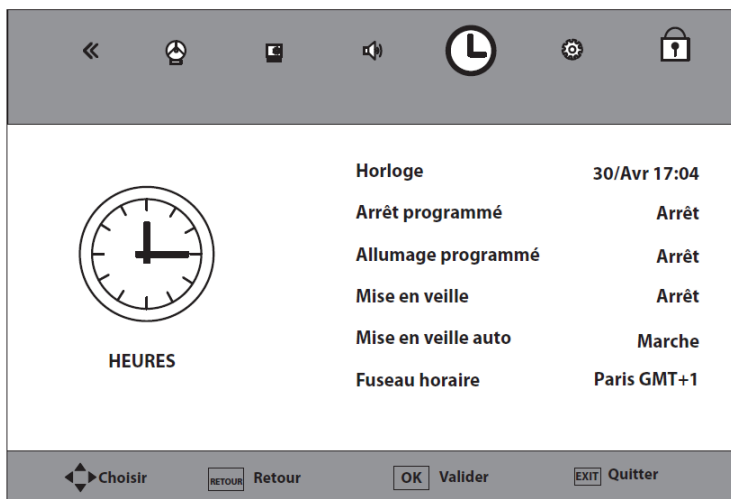 Horloge 30/Avr 17:04
Arrêt programmé Arrêt
Allumage programmé Arrêt
Mise en veille Arrêt
Mise en veille auto Marche
Fuseau horaire Paris GMT+1
HEURES
Choisir RETOUR Retour OK Valider EXIT Quitter